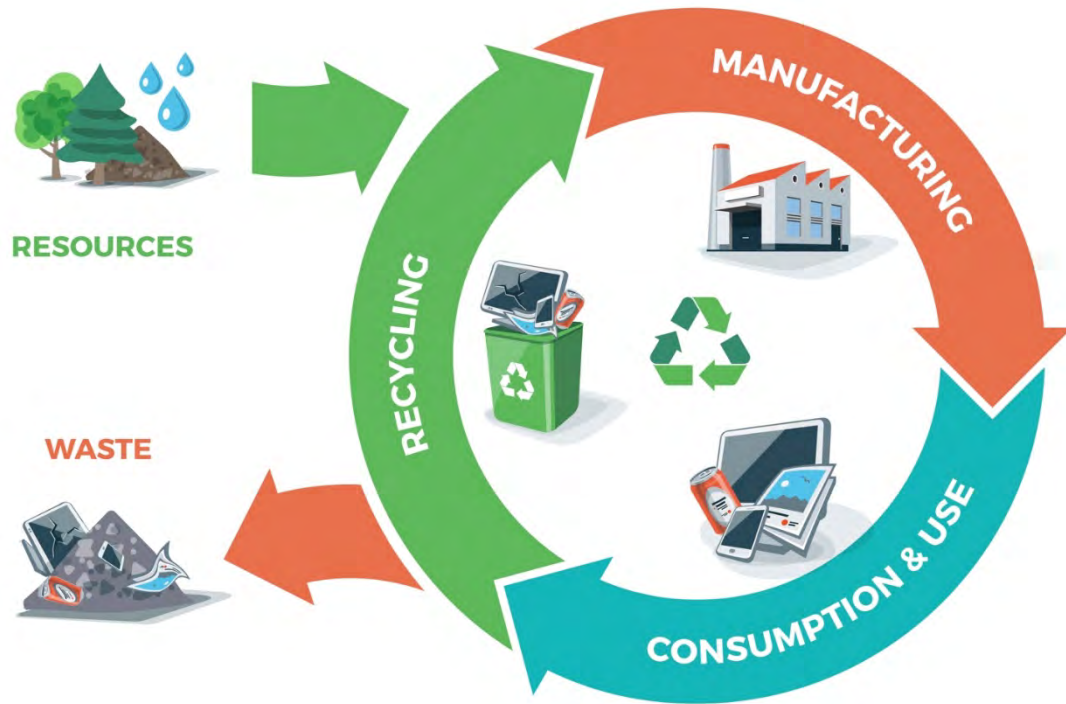 RESOURCES
WASTE
RECYCLING
MANUFACTURING
CONSUMPTION & USE